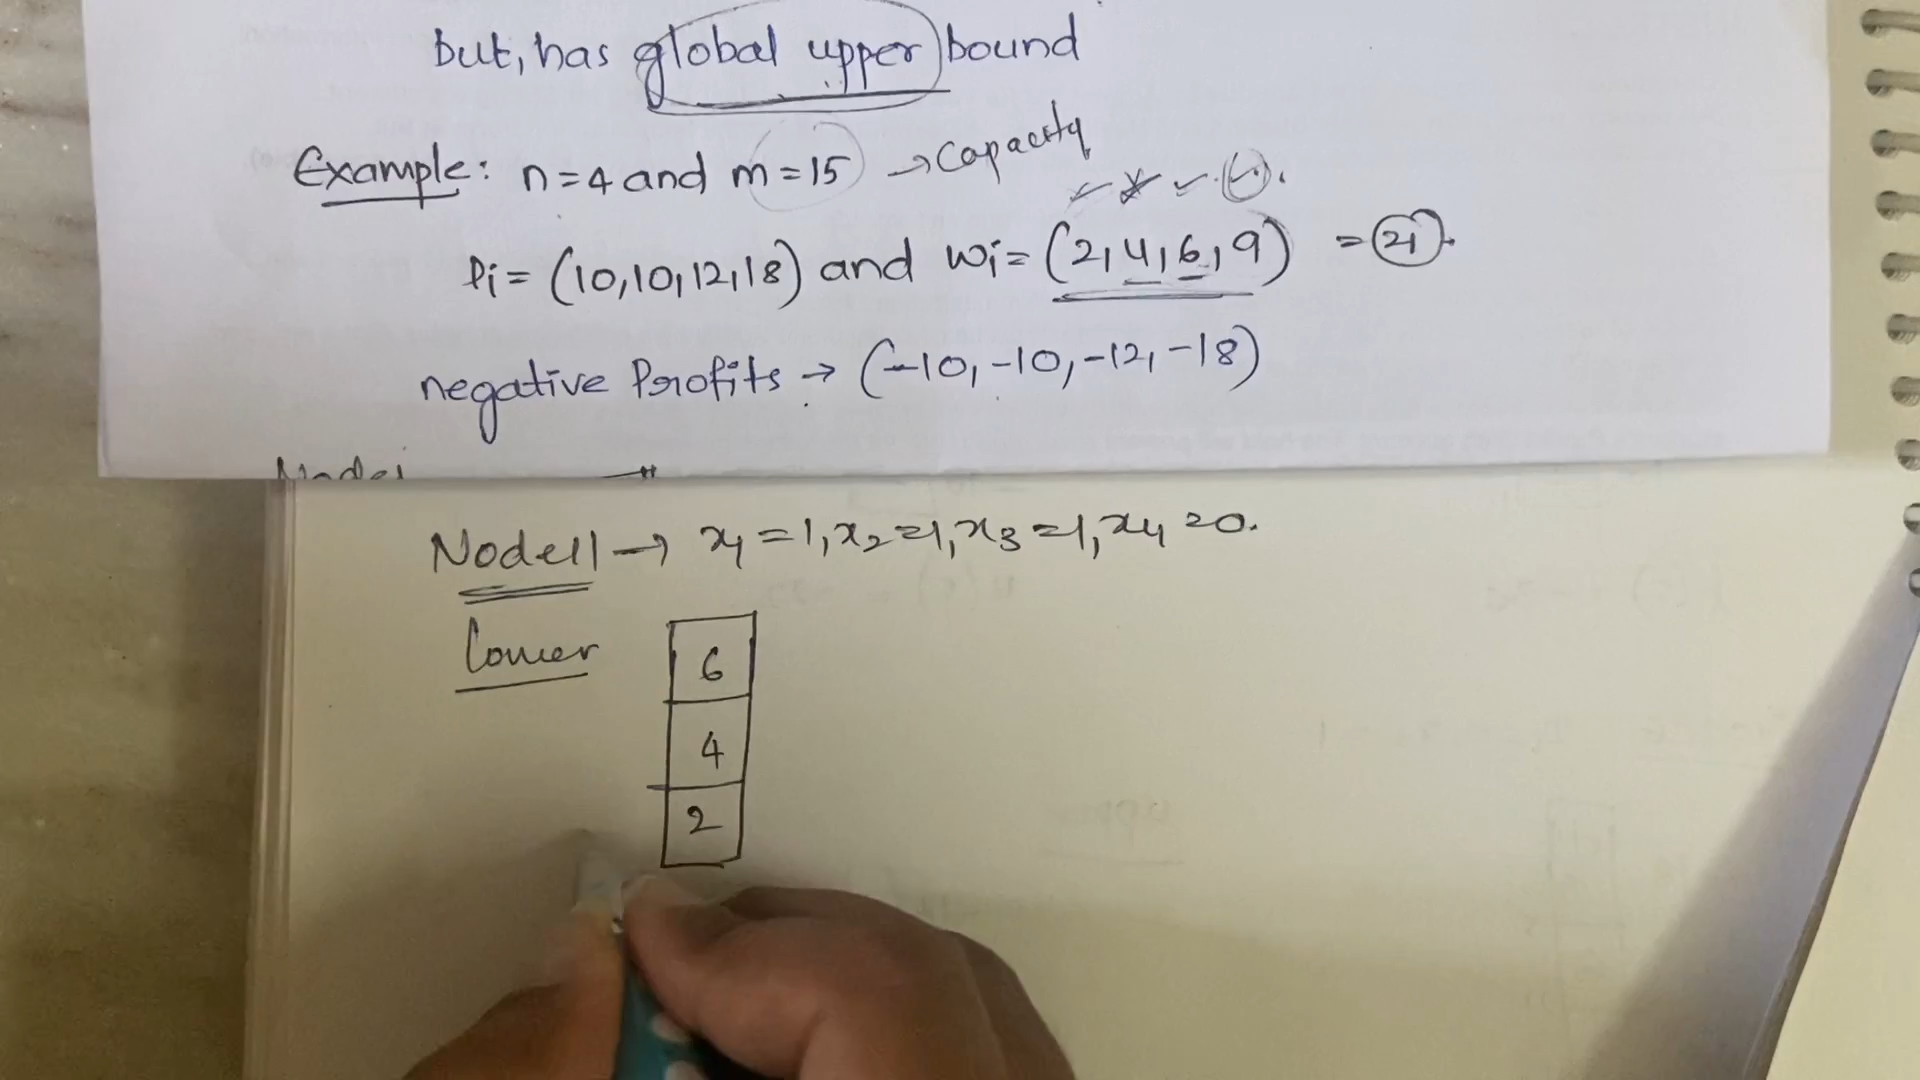 but, has global upper bound
Example: n=4 and m=15 → Capacity
Pi = (10,10,12,18) and Wi = (2,4,6,9) = 21.
negative Profits → (-10, -10, -12, -18)
Node11 → x1 = 1, x2 = 1, x3 = 1, x4 = 0.
Lower
6
4
2